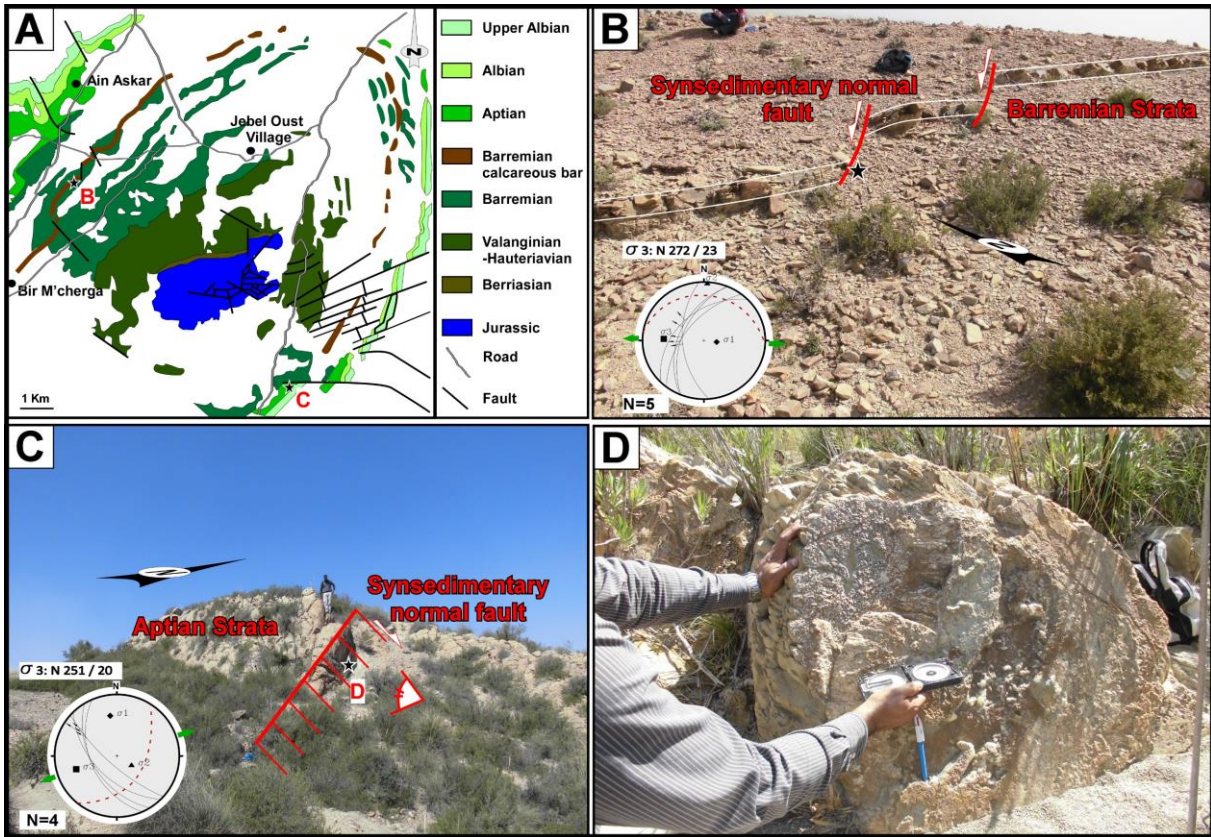 A
N
Ain Askar
Jebel Oust
Village
B
Bir M'cherga
C
1 Km
Upper Albian
Albian
Aptian
Barremian
calcareous bar
Barremian
Valanginian
-Hauteriavian
Berriasian
Jurassic
Road
Fault
B
Synsedimentary normal
fault
Barremian Strata
N
σ 3: N 272 / 23
N
σ2
σ3
σ1
N=5
C
N
Aptian Strata
Synsedimentary
normal fault
D
σ 3: N 251 / 20
N
σ1
σ2
σ3
N=4
D